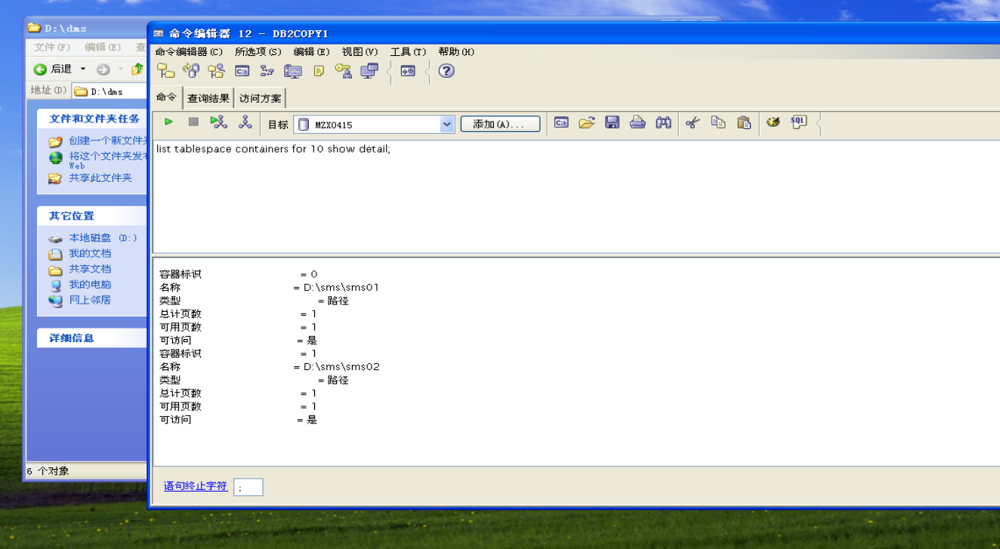 D:\dms
文件(F) 编辑(E) 查
后退
地址(D) D:\dms
文件和文件夹任务
创建一个新文件夹
将这个文件夹发布
Web
共享此文件夹
其它位置
本地磁盘 (D:)
我的文档
共享文档
我的电脑
网上邻居
详细信息
6 个对象
命令编辑器 12 - DB2COPY1
命令编辑器(C) 所选项(S) 编辑(E) 视图(V) 工具(T) 帮助(H)
命令 查询结果 访问方案
目标 MZX0415 添加(A)... SQL
list tablespace containers for 10 show detail;
容器标识 = 0
名称 = D:\sms\sms01
类型 = 路径
总计页数 = 1
可用页数 = 1
可访问 = 是
容器标识 = 1
名称 = D:\sms\sms02
类型 = 路径
总计页数 = 1
可用页数 = 1
可访问 = 是
语句终止字符 ;